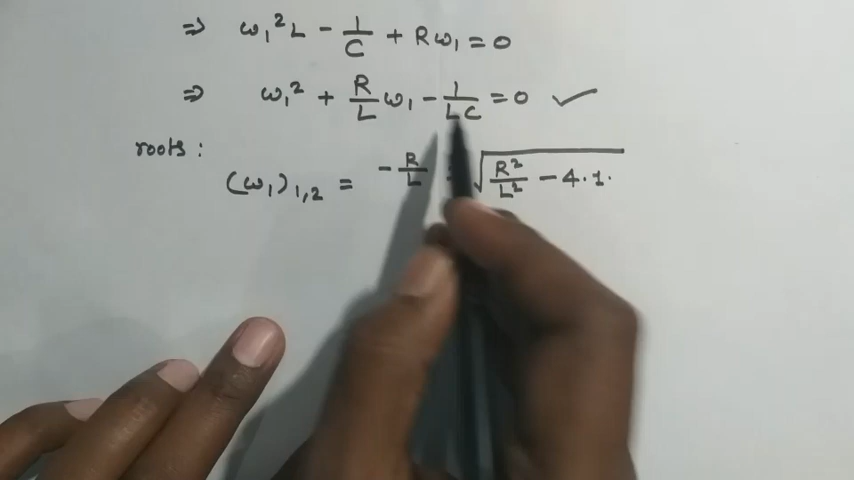 ⇒ ω₁²L - 1/C + Rω₁ = 0
⇒ ω₁² + R/L ω₁ - 1/LC = 0 ✓
roots :
(ω₁)₁,₂ = - R/L √(R²/L² - 4.1.